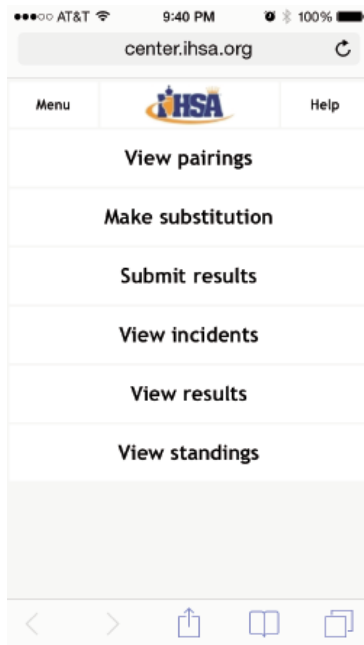 AT&T 9:40 PM 100%
center.ihsa.org
Menu IHSA Help
View pairings
Make substitution
Submit results
View incidents
View results
View standings